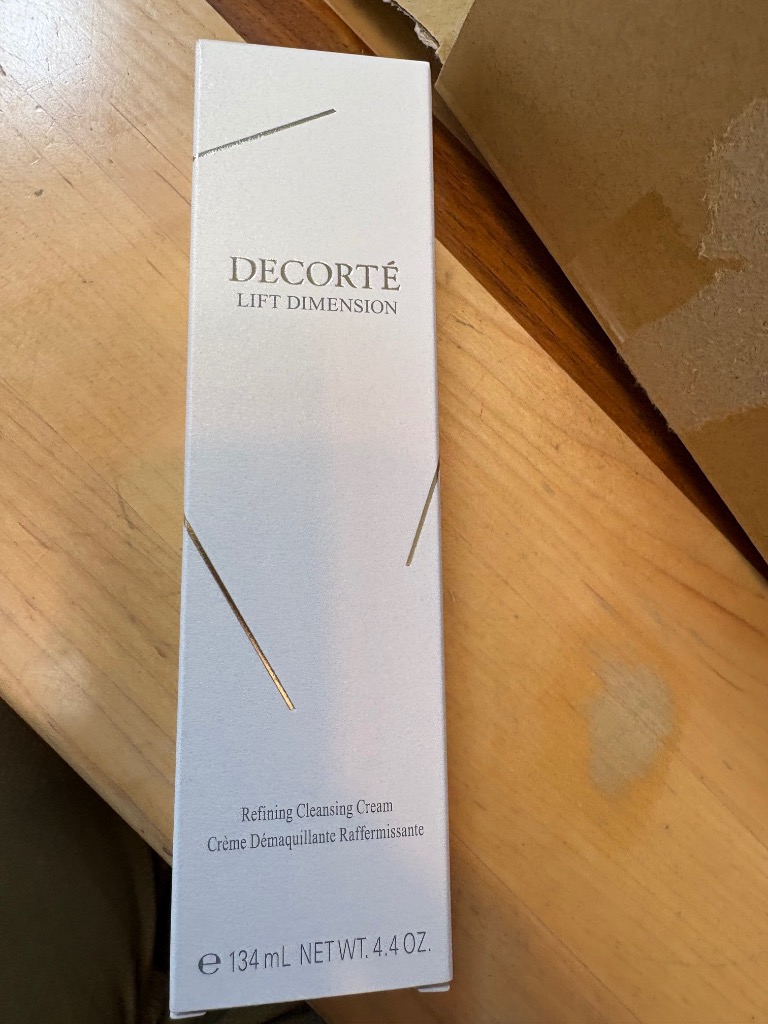 DECORTÉ
LIFT DIMENSION
Refining Cleansing Cream
Crème Démaquillante Raffermissante
℮ 134 mL NET WT. 4.4 OZ.